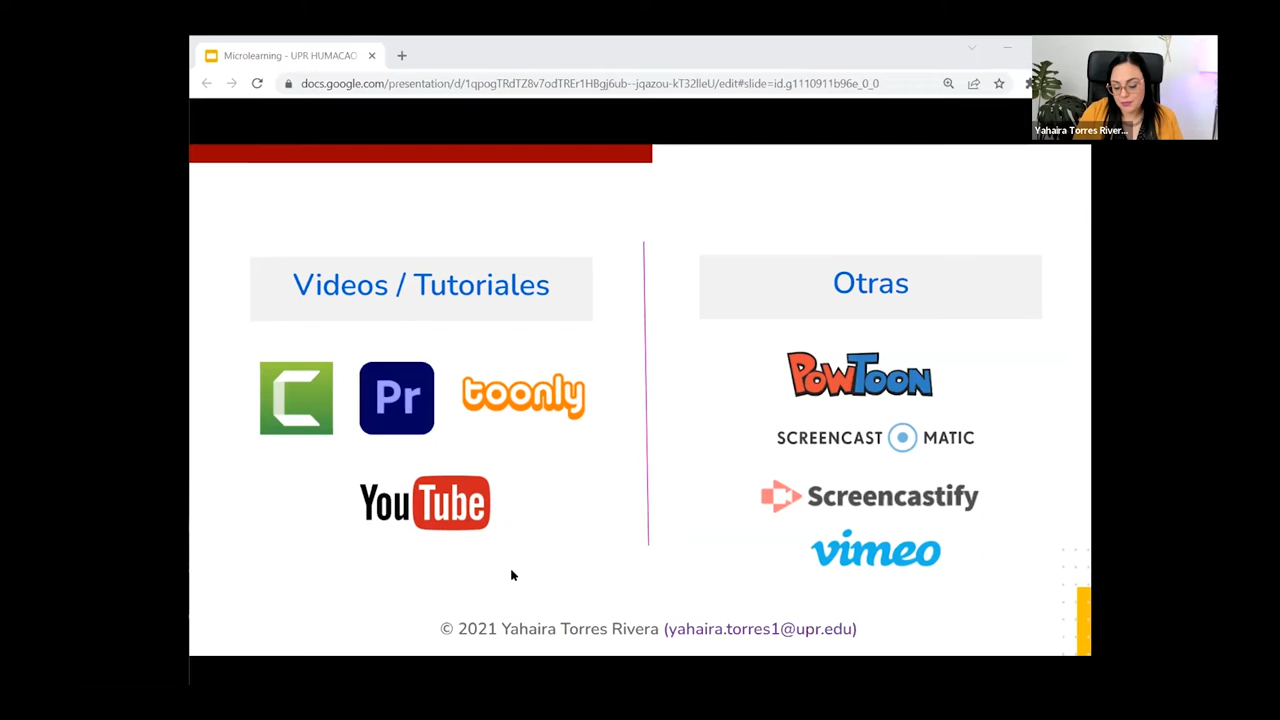 Microlearning - UPR HUMACAO
docs.google.com/presentation/d/1qpogTRdTZ8v7odTREr1HBgj6ub--jqazou-kT32lleU/edit#slide=id.g1110911b96e_0_0
Yahaira Torres River...
Videos / Tutoriales
Otras
C
Pr
toonly
YouTube
POWTOON
SCREENCAST MATIC
Screencastify
vimeo
© 2021 Yahaira Torres Rivera (yahaira.torres1@upr.edu)